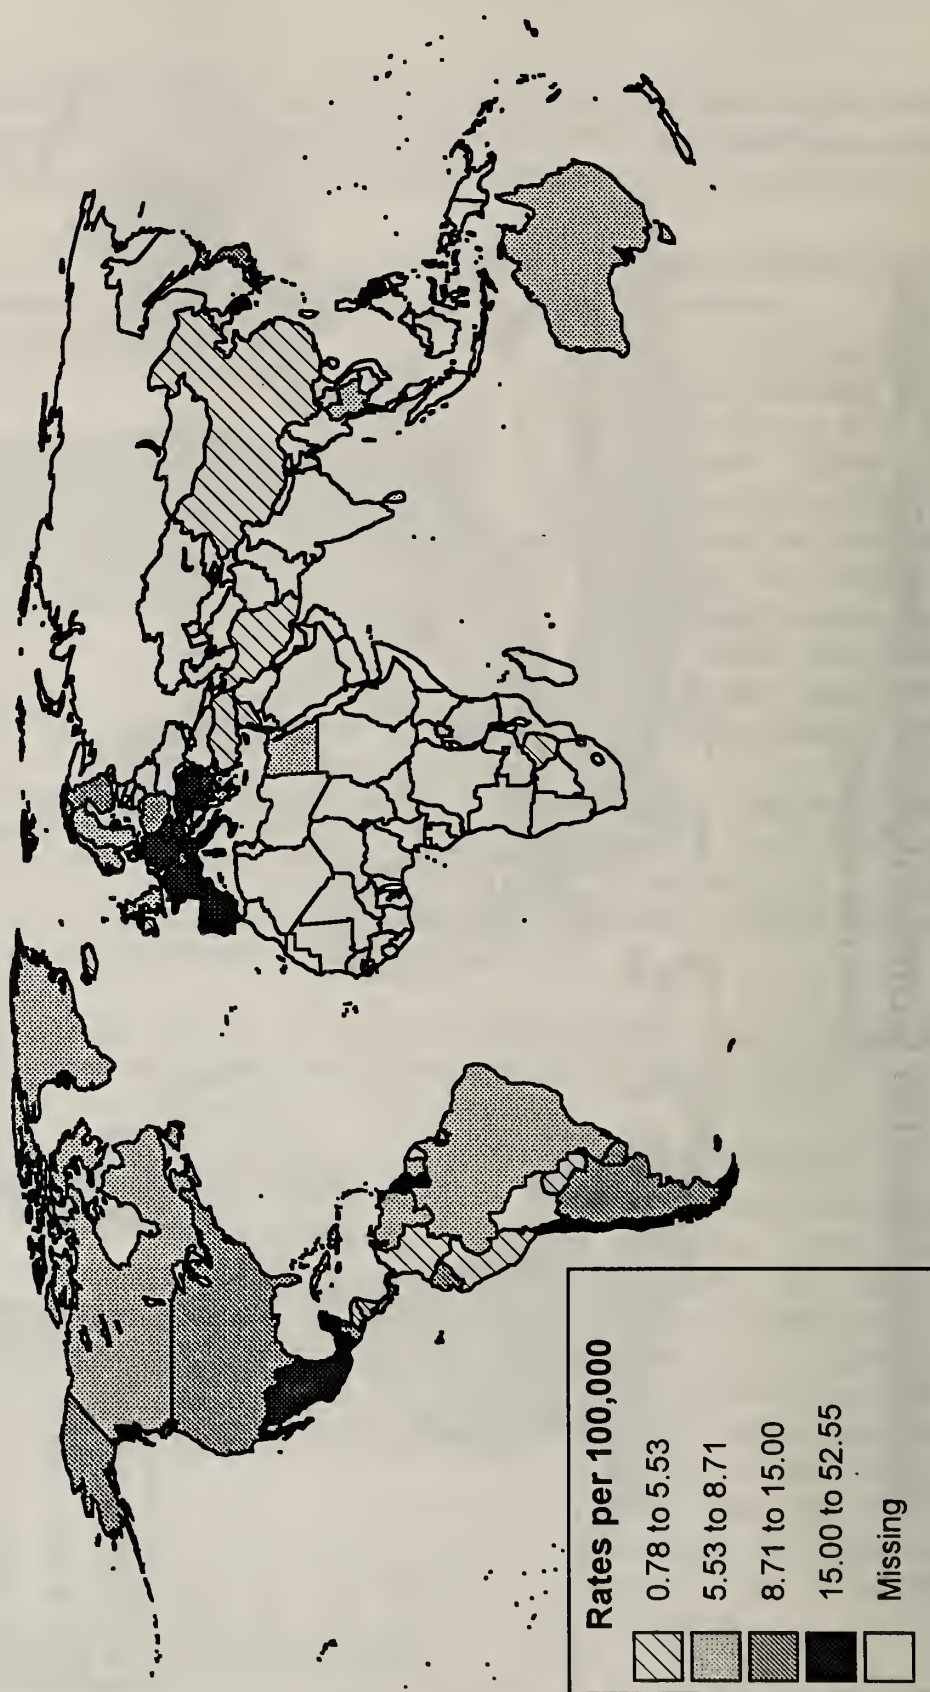 Rates per 100,000
0.78 to 5.53
5.53 to 8.71
8.71 to 15.00
15.00 to 52.55
Missing